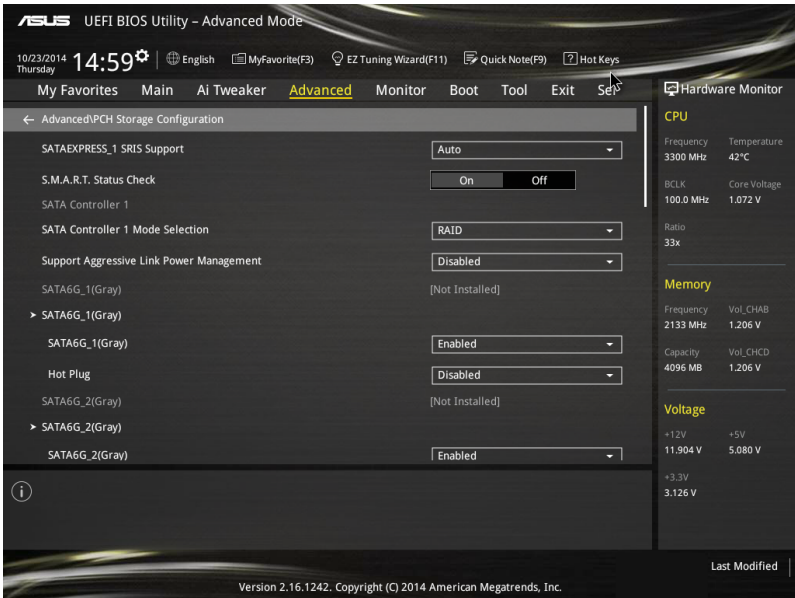 ASUS UEFI BIOS Utility – Advanced Mode
10/23/2014 Thursday 14:59 English MyFavorite(F3) EZ Tuning Wizard(F11) Quick Note(F9) ? Hot Keys
My Favorites Main Ai Tweaker Advanced Monitor Boot Tool Exit
Advanced\PCH Storage Configuration
SATAEXPRESS_1 SRIS Support Auto
S.M.A.R.T. Status Check On Off
SATA Controller 1
SATA Controller 1 Mode Selection RAID
Support Aggressive Link Power Management Disabled
SATA6G_1(Gray) [Not Installed]
SATA6G_1(Gray)
SATA6G_1(Gray) Enabled
Hot Plug Disabled
SATA6G_2(Gray) [Not Installed]
SATA6G_2(Gray)
SATA6G_2(Gray) Enabled
Hardware Monitor
CPU
Frequency Temperature
3300 MHz 42°C
BCLK Core Voltage
100.0 MHz 1.072 V
Ratio
33x
Memory
Frequency Vol_CHAB
2133 MHz 1.206 V
Capacity Vol_CHCD
4096 MB 1.206 V
Voltage
+12V +5V
11.904 V 5.080 V
+3.3V
3.126 V
Last Modified
Version 2.16.1242. Copyright (C) 2014 American Megatrends, Inc.